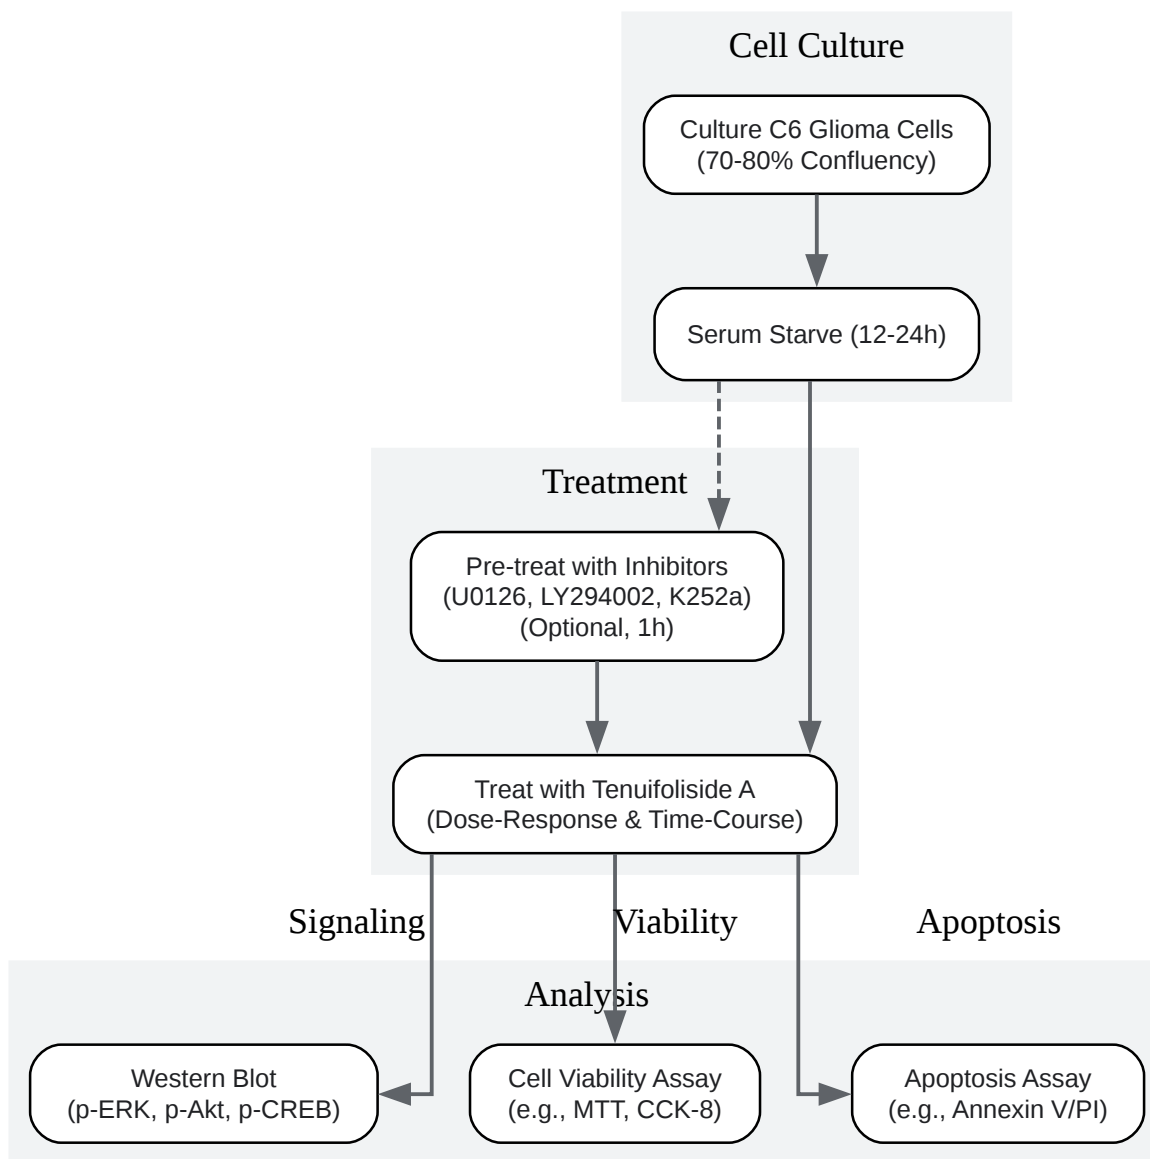 Cell Culture
Culture C6 Glioma Cells
(70-80% Confluency)
Serum Starve (12-24h)
Treatment
Pre-treat with Inhibitors
(U0126, LY294002, K252a)
(Optional, 1h)
Treat with Tenuifoliside A
(Dose-Response & Time-Course)
Signaling
Viability
Apoptosis
Analysis
Western Blot
(p-ERK, p-Akt, p-CREB)
Cell Viability Assay
(e.g., MTT, CCK-8)
Apoptosis Assay
(e.g., Annexin V/PI)